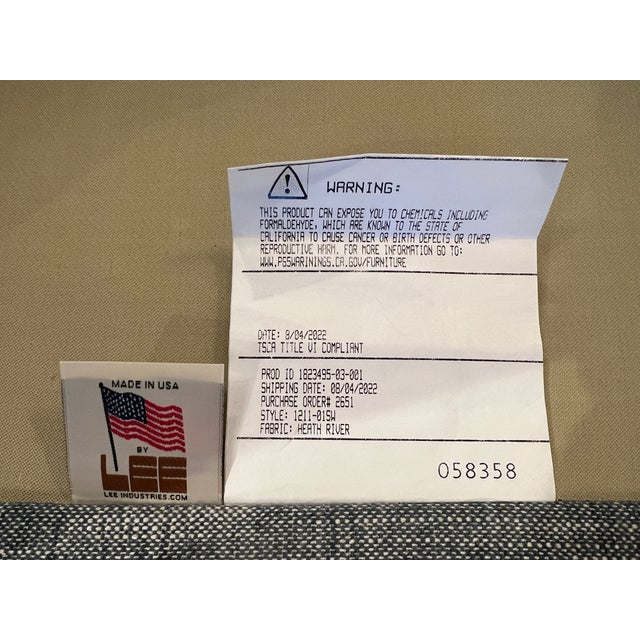 WARNING:
THIS PRODUCT CAN EXPOSE YOU TO CHEMICALS INCLUDING
FORMALDEHYDE, WHICH ARE KNOWN TO THE STATE OF
CALIFORNIA TO CAUSE CANCER OR BIRTH DEFECTS OR OTHER
REPRODUCTIVE HARM. FOR MORE INFORMATION GO TO:
WWW.P65WARININGS.CA.GOV/FURNITURE
DATE: 8/04/2022
TSCA TITLE VI COMPLIANT
PROD ID 1823495-03-001
SHIPPING DATE: 08/04/2022
PURCHASE ORDER# 2651
STYLE: 1211-01SW
FABRIC: HEATH RIVER
058358
MADE IN USA
BY
LEE
LEE INDUSTRIES.COM